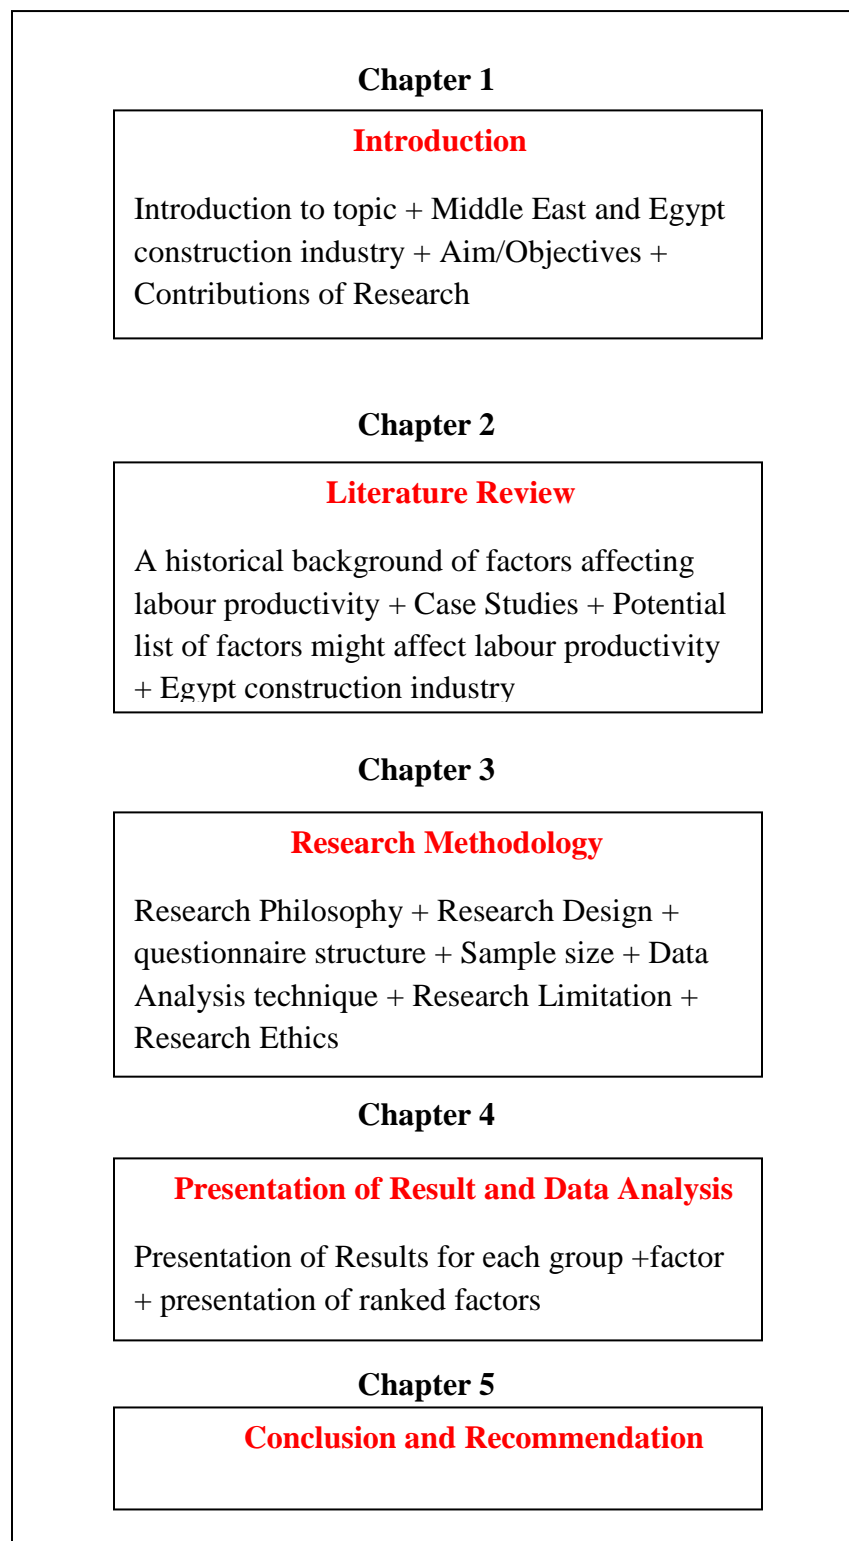 Chapter 1
Introduction
Introduction to topic + Middle East and Egypt
construction industry + Aim/Objectives +
Contributions of Research
Chapter 2
Literature Review
A historical background of factors affecting
labour productivity + Case Studies + Potential
list of factors might affect labour productivity
+ Egypt construction industry
Chapter 3
Research Methodology
Research Philosophy + Research Design +
questionnaire structure + Sample size + Data
Analysis technique + Research Limitation +
Research Ethics
Chapter 4
Presentation of Result and Data Analysis
Presentation of Results for each group +factor
+ presentation of ranked factors
Chapter 5
Conclusion and Recommendation